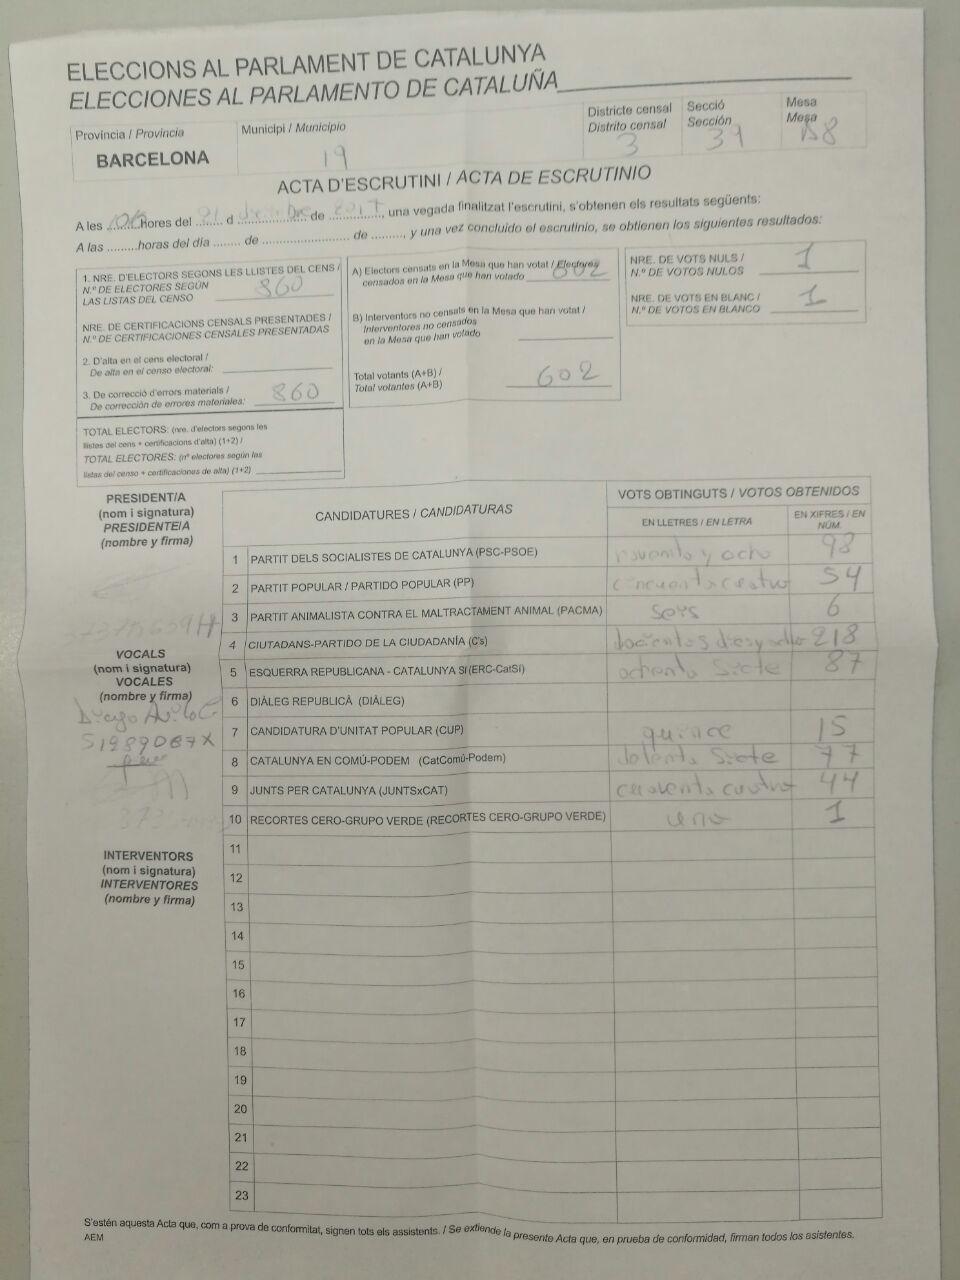 ELECCIONS AL PARLAMENT DE CATALUNYA
ELECCIONES AL PARLAMENTO DE CATALUÑA
Provincia / Provincia
BARCELONA
Municipi / Municipio
19
Districte censal
Distrito censal
3
Secció
Sección
39
Mesa
Mesa
B8
ACTA D'ESCRUTINI / ACTA DE ESCRUTINIO
A les ........hores del 21 d ................ de 2017, una vegada finalitzat l'escrutini, s'obtenen els resultats següents:
A las .........horas del día ....... de ....................... de ........, y una vez concluido el escrutinio, se obtienen los siguientes resultados:
1. NRE. D'ELECTORS SEGONS LES LLISTES DEL CENS /
N.º DE ELECTORES SEGÚN
LAS LISTAS DEL CENSO 860
NRE. DE CERTIFICACIONS CENSALS PRESENTADES /
N.º DE CERTIFICACIONES CENSALES PRESENTADAS
2. D'alta en el cens electoral /
De alta en el censo electoral:
3. De correcció d'errors materials /
De corrección de errores materiales: 860
TOTAL ELECTORS: (nre. d'electors segons les
llistes del cens + certificacions d'alta) (1+2) /
TOTAL ELECTORES: (nº electores según las
listas del censo + certificaciones de alta) (1+2)
A) Electors censats en la Mesa que han votat / Electores
censados en la Mesa que han votado 602
B) Interventors no censats en la Mesa que han votat /
Interventores no censados
en la Mesa que han votado
Total votants (A+B) /
Total votantes (A+B) 602
NRE. DE VOTS NULS /
N.º DE VOTOS NULOS 1
NRE. DE VOTS EN BLANC /
N.º DE VOTOS EN BLANCO 1
PRESIDENT/A
(nom i signatura)
PRESIDENTE/A
(nombre y firma)
VOCALS
(nom i signatura)
VOCALES
(nombre y firma)
INTERVENTORS
(nom i signatura)
INTERVENTORES
(nombre y firma)
CANDIDATURES / CANDIDATURAS
VOTS OBTINGUTS / VOTOS OBTENIDOS
EN LLETRES / EN LETRA
EN XIFRES / EN NÚM.
1 PARTIT DELS SOCIALISTES DE CATALUNYA (PSC-PSOE) noventa y ocho 98
2 PARTIT POPULAR / PARTIDO POPULAR (PP) cincuenta cuatro 54
3 PARTIT ANIMALISTA CONTRA EL MALTRACTAMENT ANIMAL (PACMA) seis 6
4 CIUTADANS-PARTIDO DE LA CIUDADANÍA (C's) 218
5 ESQUERRA REPUBLICANA - CATALUNYA SÍ (ERC-CatSí) ochenta siete 87
6 DIÀLEG REPUBLICÀ (DIÀLEG)
7 CANDIDATURA D'UNITAT POPULAR (CUP) quince 15
8 CATALUNYA EN COMÚ-PODEM (CatComú-Podem) siete 77
9 JUNTS PER CATALUNYA (JUNTSxCAT) cuatro 44
10 RECORTES CERO-GRUPO VERDE (RECORTES CERO-GRUPO VERDE) uno 1
11
12
13
14
15
16
17
18
19
20
21
22
23
S'estén aquesta Acta que, com a prova de conformitat, signen tots els assistents. / Se extiende la presente Acta que, en prueba de conformidad, firman todos los asistentes.
AEM